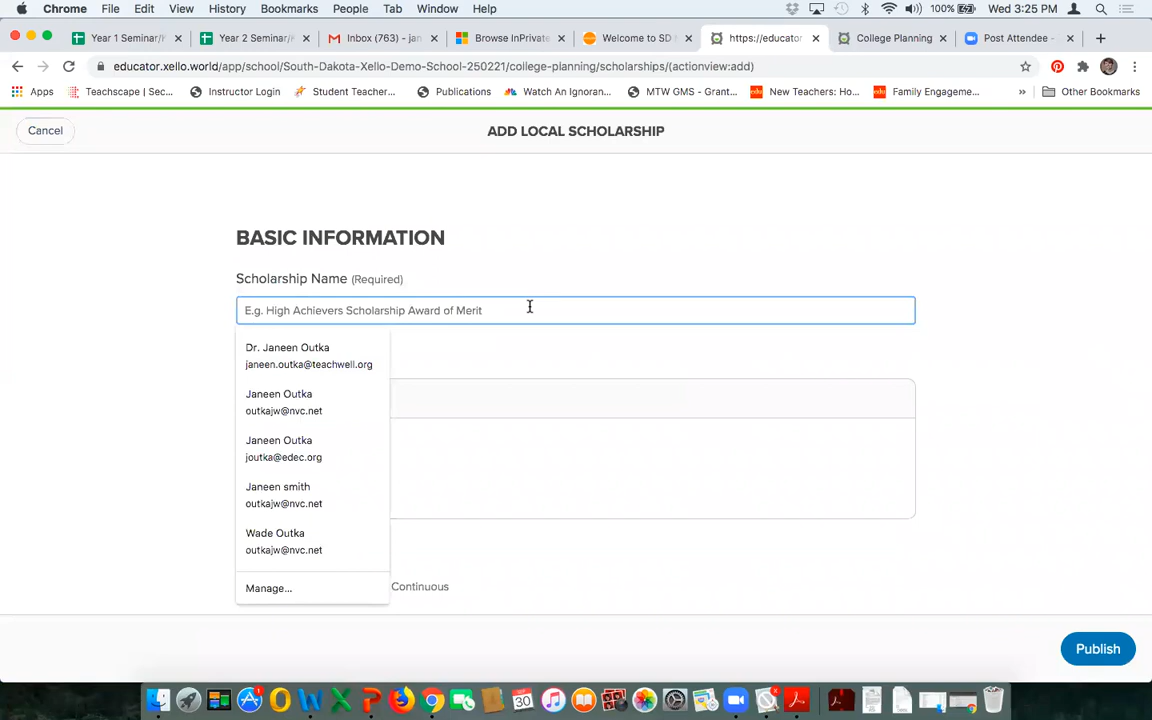 Chrome File Edit View History Bookmarks People Tab Window Help 100% Wed 3:25 PM
Year 1 Seminar/H Year 2 Seminar/H Inbox (763) - jan Browse InPrivate Welcome to SD M https://educator College Planning Post Attendee -
educator.xello.world/app/school/South-Dakota-Xello-Demo-School-250221/college-planning/scholarships/(actionview:add)
Apps Teachscape | Sec... Instructor Login Student Teacher... Publications Watch An Ignoran... MTW GMS - Grant... New Teachers: Ho... Family Engageme... » Other Bookmarks
Cancel ADD LOCAL SCHOLARSHIP
BASIC INFORMATION
Scholarship Name (Required)
E.g. High Achievers Scholarship Award of Merit
Dr. Janeen Outka
janeen.outka@teachwell.org
Janeen Outka
outkajw@nvc.net
Janeen Outka
joutka@edec.org
Janeen smith
outkajw@nvc.net
Wade Outka
outkajw@nvc.net
Manage...
Continuous
Publish